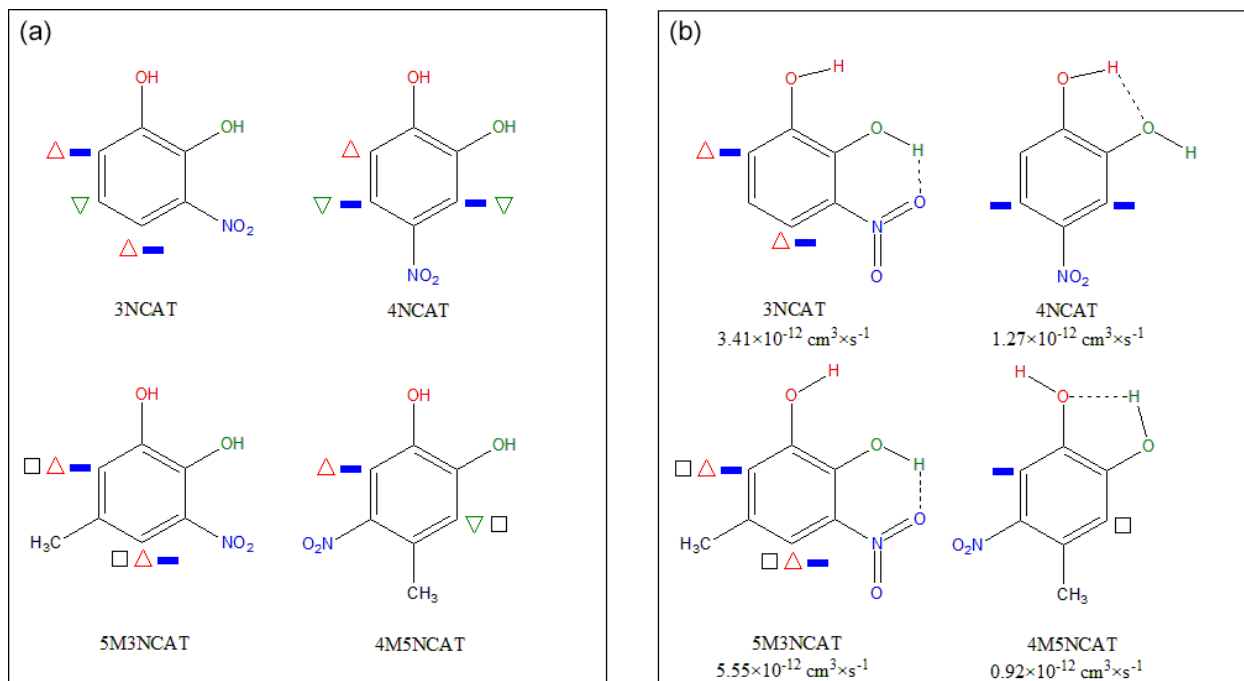 (a)
OH
OH
NO2
3NCAT
OH
OH
NO2
4NCAT
OH
OH
H3C
NO2
5M3NCAT
OH
OH
O2N
CH3
4M5NCAT
(b)
O H
O
H
O
N
O
3NCAT
3.41×10-12 cm3×s-1
O H
O
H
NO2
4NCAT
1.27×10-12 cm3×s-1
H
O
O
H
O
H3C
N
O
5M3NCAT
5.55×10-12 cm3×s-1
H
O H
O
O2N
CH3
4M5NCAT
0.92×10-12 cm3×s-1